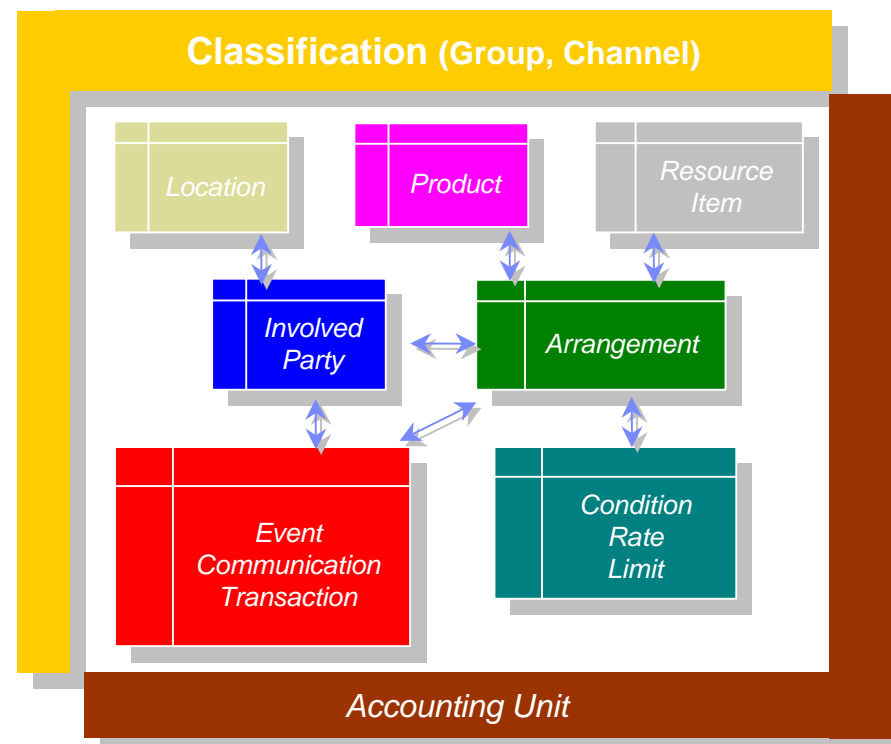 Classification (Group, Channel)
Location
Product
Resource
Item
Involved
Party
Arrangement
Event
Communication
Transaction
Condition
Rate
Limit
Accounting Unit